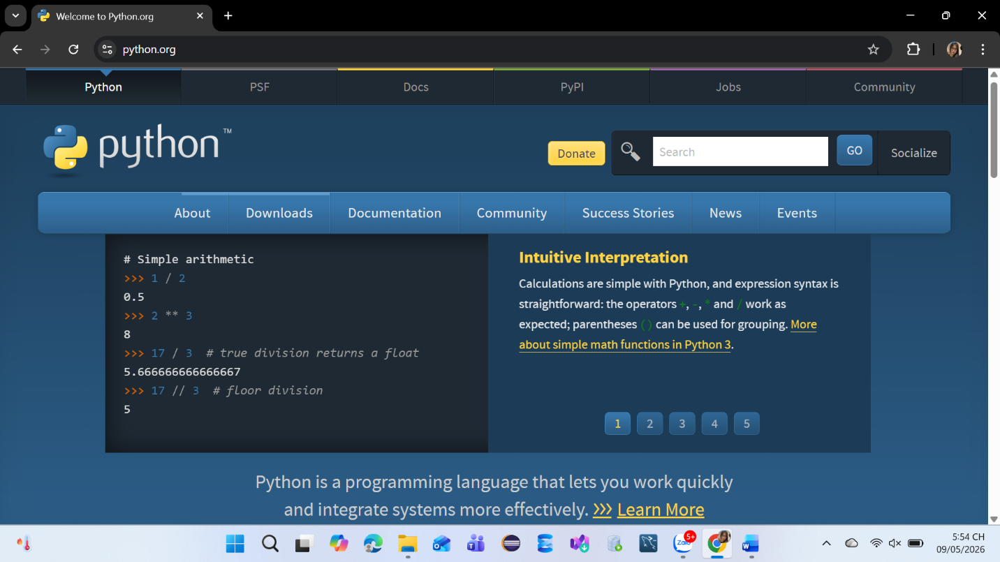 Welcome to Python.org
python.org
Python
PSF
Docs
PyPI
Jobs
Community
python™
Donate
Search
GO
Socialize
About
Downloads
Documentation
Community
Success Stories
News
Events
# Simple arithmetic
>>> 1 / 2
0.5
>>> 2 ** 3
8
>>> 17 / 3  # true division returns a float
5.666666666666667
>>> 17 // 3  # floor division
5
Intuitive Interpretation
Calculations are simple with Python, and expression syntax is
straightforward: the operators +, -, * and / work as
expected; parentheses () can be used for grouping. More
about simple math functions in Python 3.
1 2 3 4 5
Python is a programming language that lets you work quickly
and integrate systems more effectively. >>> Learn More
Zalo
5+
5:54 CH
09/05/2026